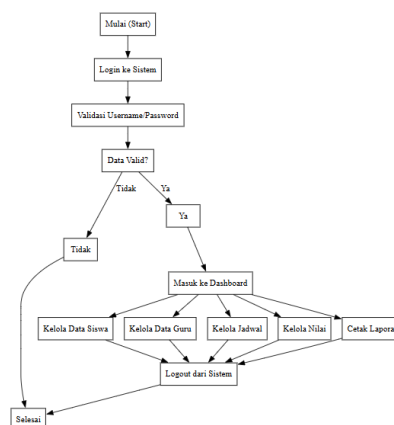 Mulai (Start)
Login ke Sistem
Validasi Username/Password
Data Valid?
Tidak
Ya
Ya
Tidak
Masuk ke Dashboard
Kelola Data Siswa
Kelola Data Guru
Kelola Jadwal
Kelola Nilai
Cetak Lapora
Logout dari Sistem
Selesai